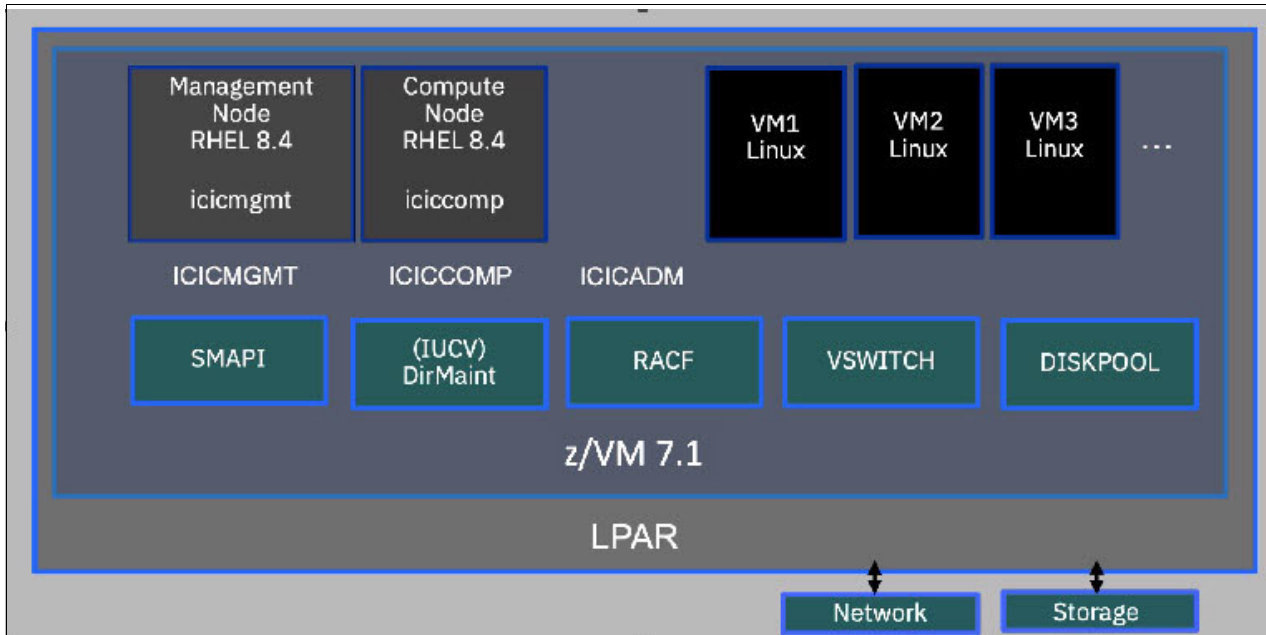 Management
Node
RHEL 8.4
icicmgmt
Compute
Node
RHEL 8.4
iciccomp
VM1
Linux
VM2
Linux
VM3
Linux
...
ICICMGMT
ICICCOMP
ICICADM
SMAPI
(IUCV)
DirMaint
RACF
VSWITCH
DISKPOOL
z/VM 7.1
LPAR
Network
Storage